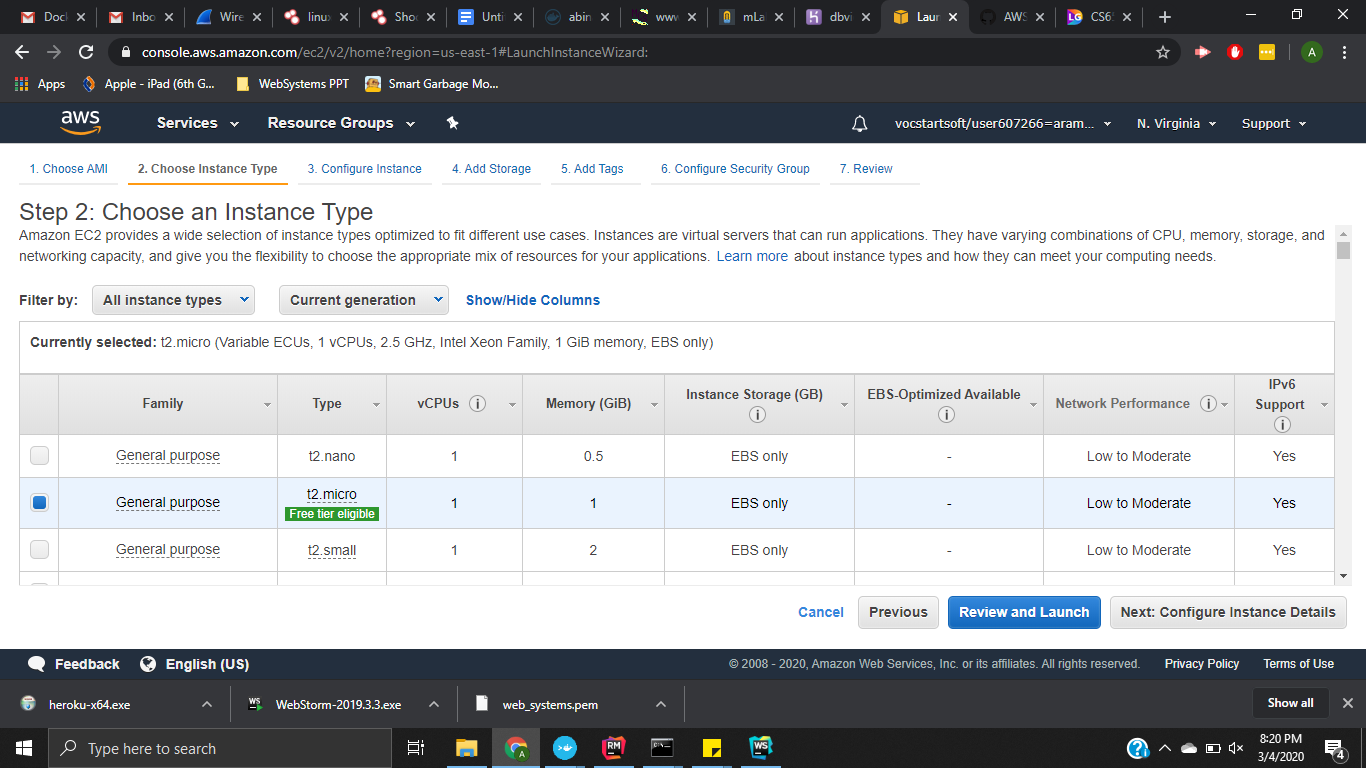 Dock
Inbo
Wire
linu
Sho
Unti
abin
www
mLa
dbvi
Laur
AWS
CS6
console.aws.amazon.com/ec2/v2/home?region=us-east-1#LaunchInstanceWizard:
A
Apps
Apple - iPad (6th G...
WebSystems PPT
Smart Garbage Mo...
aws
Services
Resource Groups
vocstartsoft/user607266=aram...
N. Virginia
Support
1. Choose AMI
2. Choose Instance Type
3. Configure Instance
4. Add Storage
5. Add Tags
6. Configure Security Group
7. Review
Step 2: Choose an Instance Type
Amazon EC2 provides a wide selection of instance types optimized to fit different use cases. Instances are virtual servers that can run applications. They have varying combinations of CPU, memory, storage, and
networking capacity, and give you the flexibility to choose the appropriate mix of resources for your applications. Learn more about instance types and how they can meet your computing needs.
Filter by: All instance types Current generation Show/Hide Columns
Currently selected: t2.micro (Variable ECUs, 1 vCPUs, 2.5 GHz, Intel Xeon Family, 1 GiB memory, EBS only)
Family
Type
vCPUs
Memory (GiB)
Instance Storage (GB)
EBS-Optimized Available
Network Performance
IPv6
Support
General purpose t2.nano 1 0.5 EBS only - Low to Moderate Yes
General purpose t2.micro 1 1 EBS only - Low to Moderate Yes
Free tier eligible
General purpose t2.small 1 2 EBS only - Low to Moderate Yes
Cancel
Previous
Review and Launch
Next: Configure Instance Details
Feedback
English (US)
© 2008 - 2020, Amazon Web Services, Inc. or its affiliates. All rights reserved.
Privacy Policy
Terms of Use
heroku-x64.exe
WebStorm-2019.3.3.exe
web_systems.pem
Show all
Type here to search
RM
WS
8:20 PM
3/4/2020
4